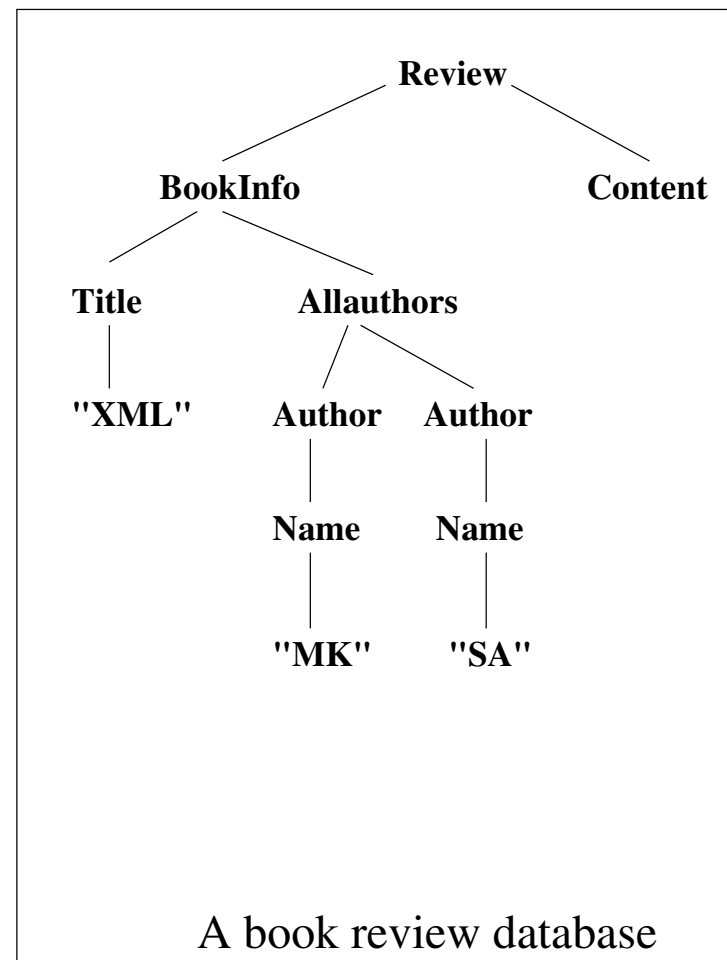 Review
BookInfo Content
Title Allauthors
"XML" Author Author
Name Name
"MK" "SA"
A book review database